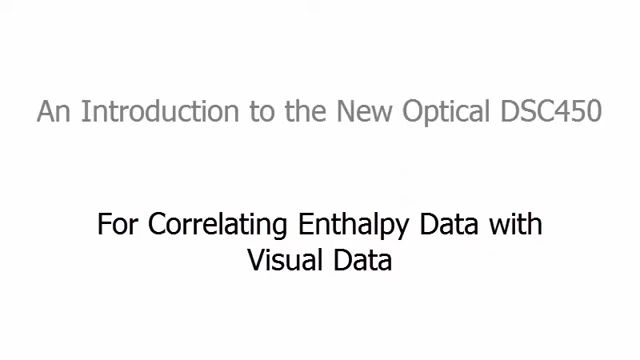 An Introduction to the New Optical DSC450
For Correlating Enthalpy Data with
Visual Data